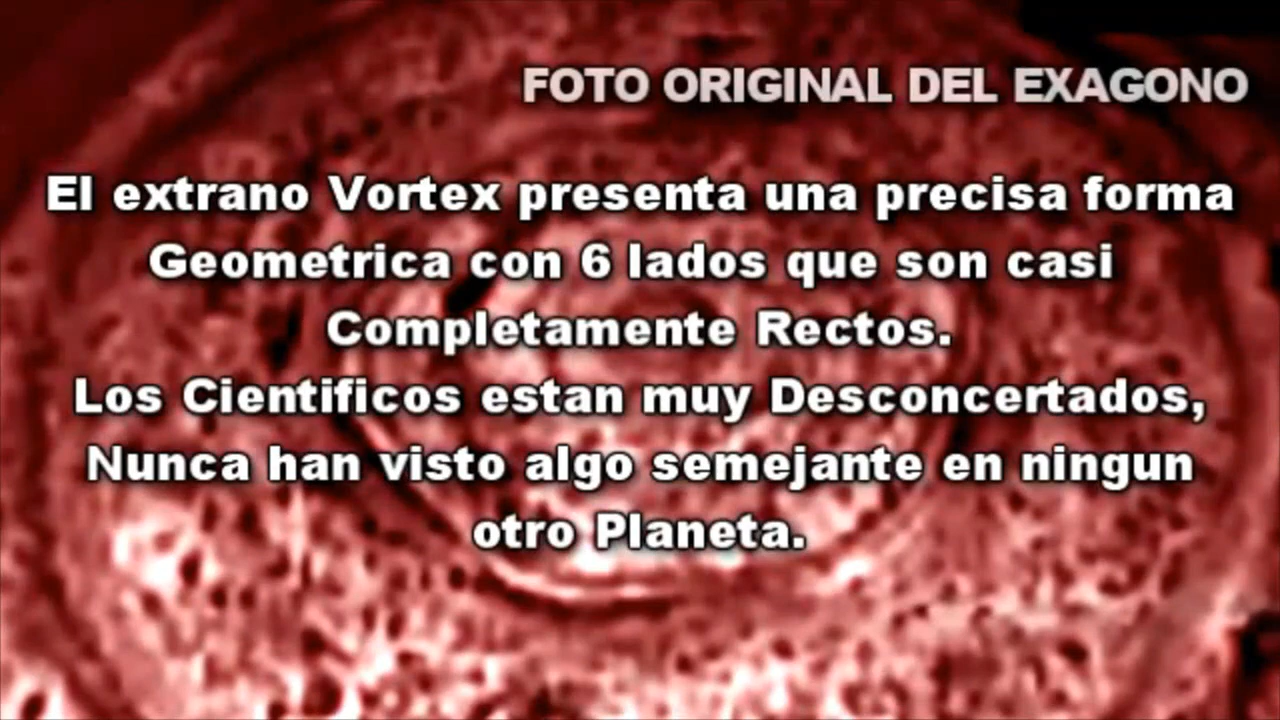 FOTO ORIGINAL DEL EXAGONO
El extrano Vortex presenta una precisa forma
Geometrica con 6 lados que son casi
Completamente Rectos.
Los Cientificos estan muy Desconcertados,
Nunca han visto algo semejante en ningun
otro Planeta.